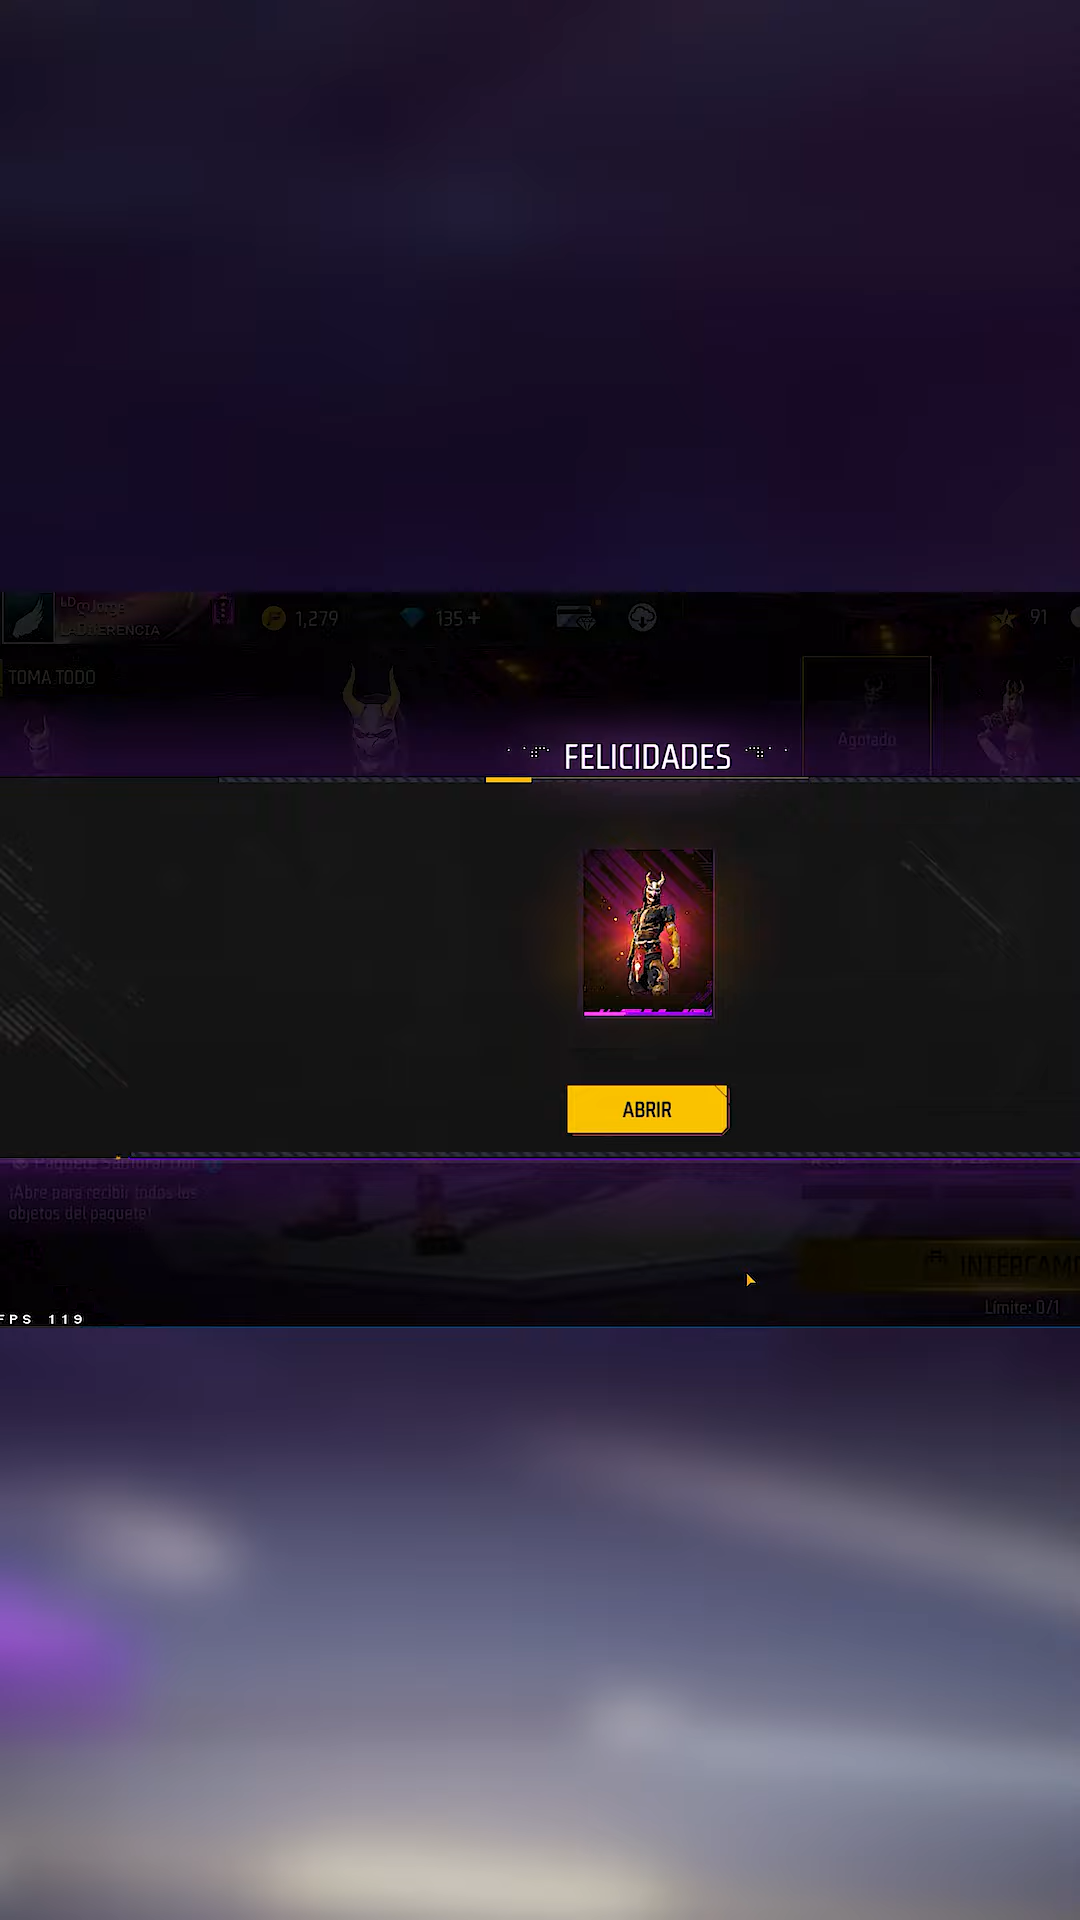 1,279
135+
91
TOMA TODO
Agotado
FELICIDADES
ABRIR
¡Abre para recibir todos los
objetos del paquete!
Límite: 0/1
FPS 119